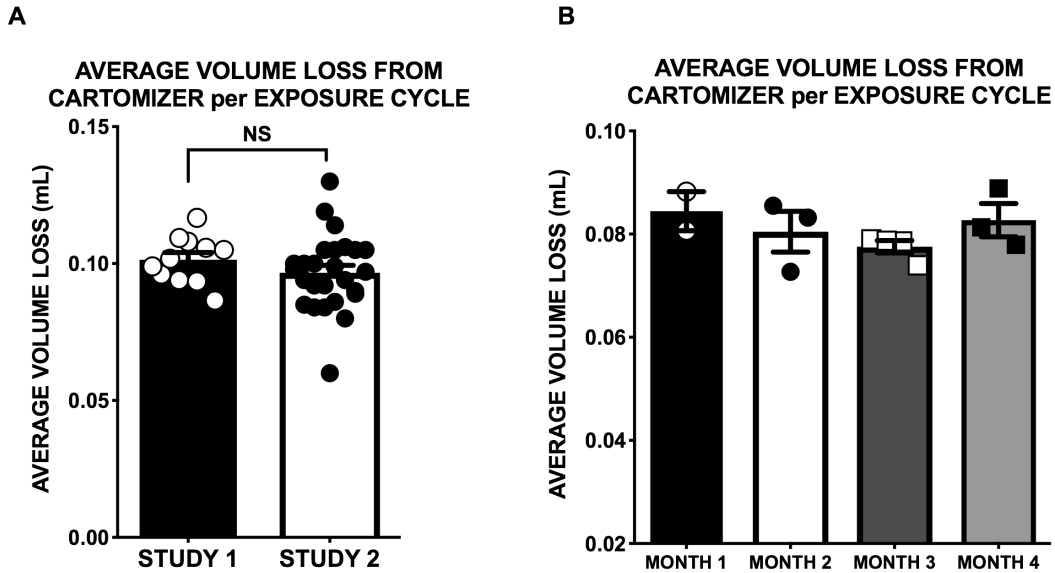 A
AVERAGE VOLUME LOSS FROM
CARTOMIZER per EXPOSURE CYCLE
AVERAGE VOLUME LOSS (mL)
0.15
0.10
0.05
0.00
NS
STUDY 1
STUDY 2
B
AVERAGE VOLUME LOSS FROM
CARTOMIZER per EXPOSURE CYCLE
AVERAGE VOLUME LOSS (mL)
0.10
0.08
0.06
0.04
0.02
MONTH 1
MONTH 2
MONTH 3
MONTH 4